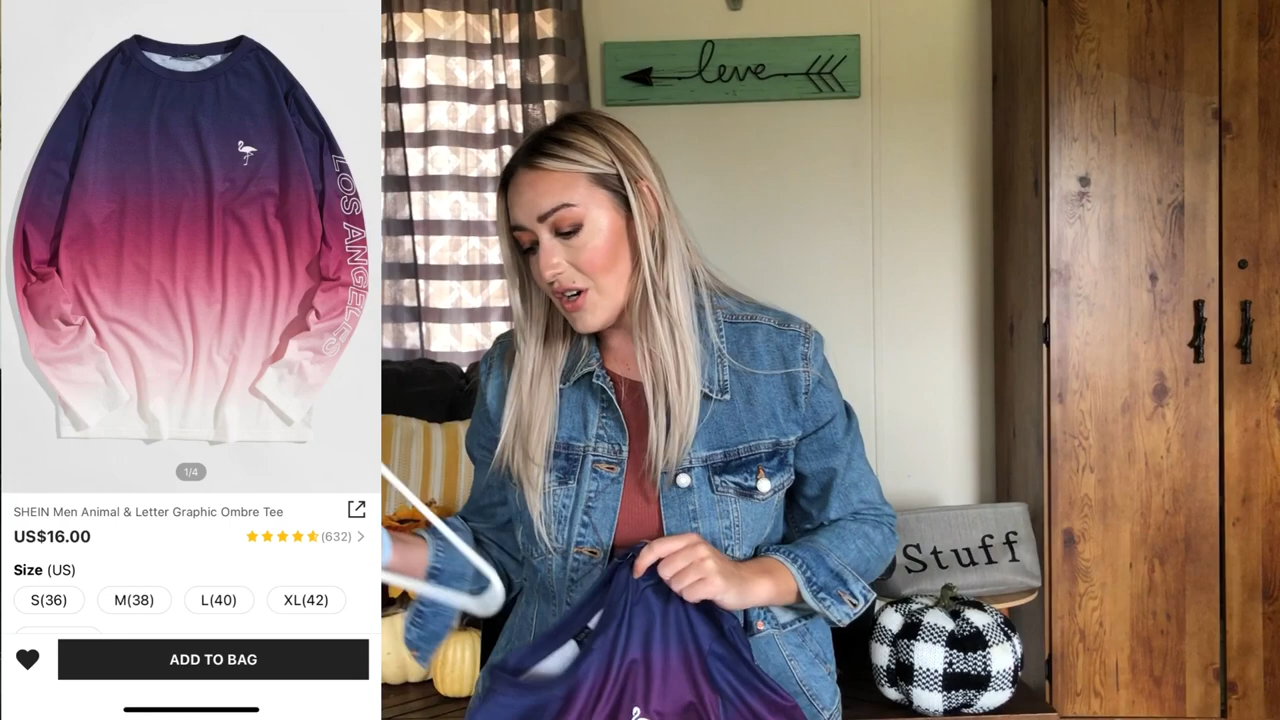 LOS ANGELES
1/4
SHEIN Men Animal & Letter Graphic Ombre Tee
US$16.00
(632)
Size (US)
S(36)
M(38)
L(40)
XL(42)
ADD TO BAG
love
Stuff